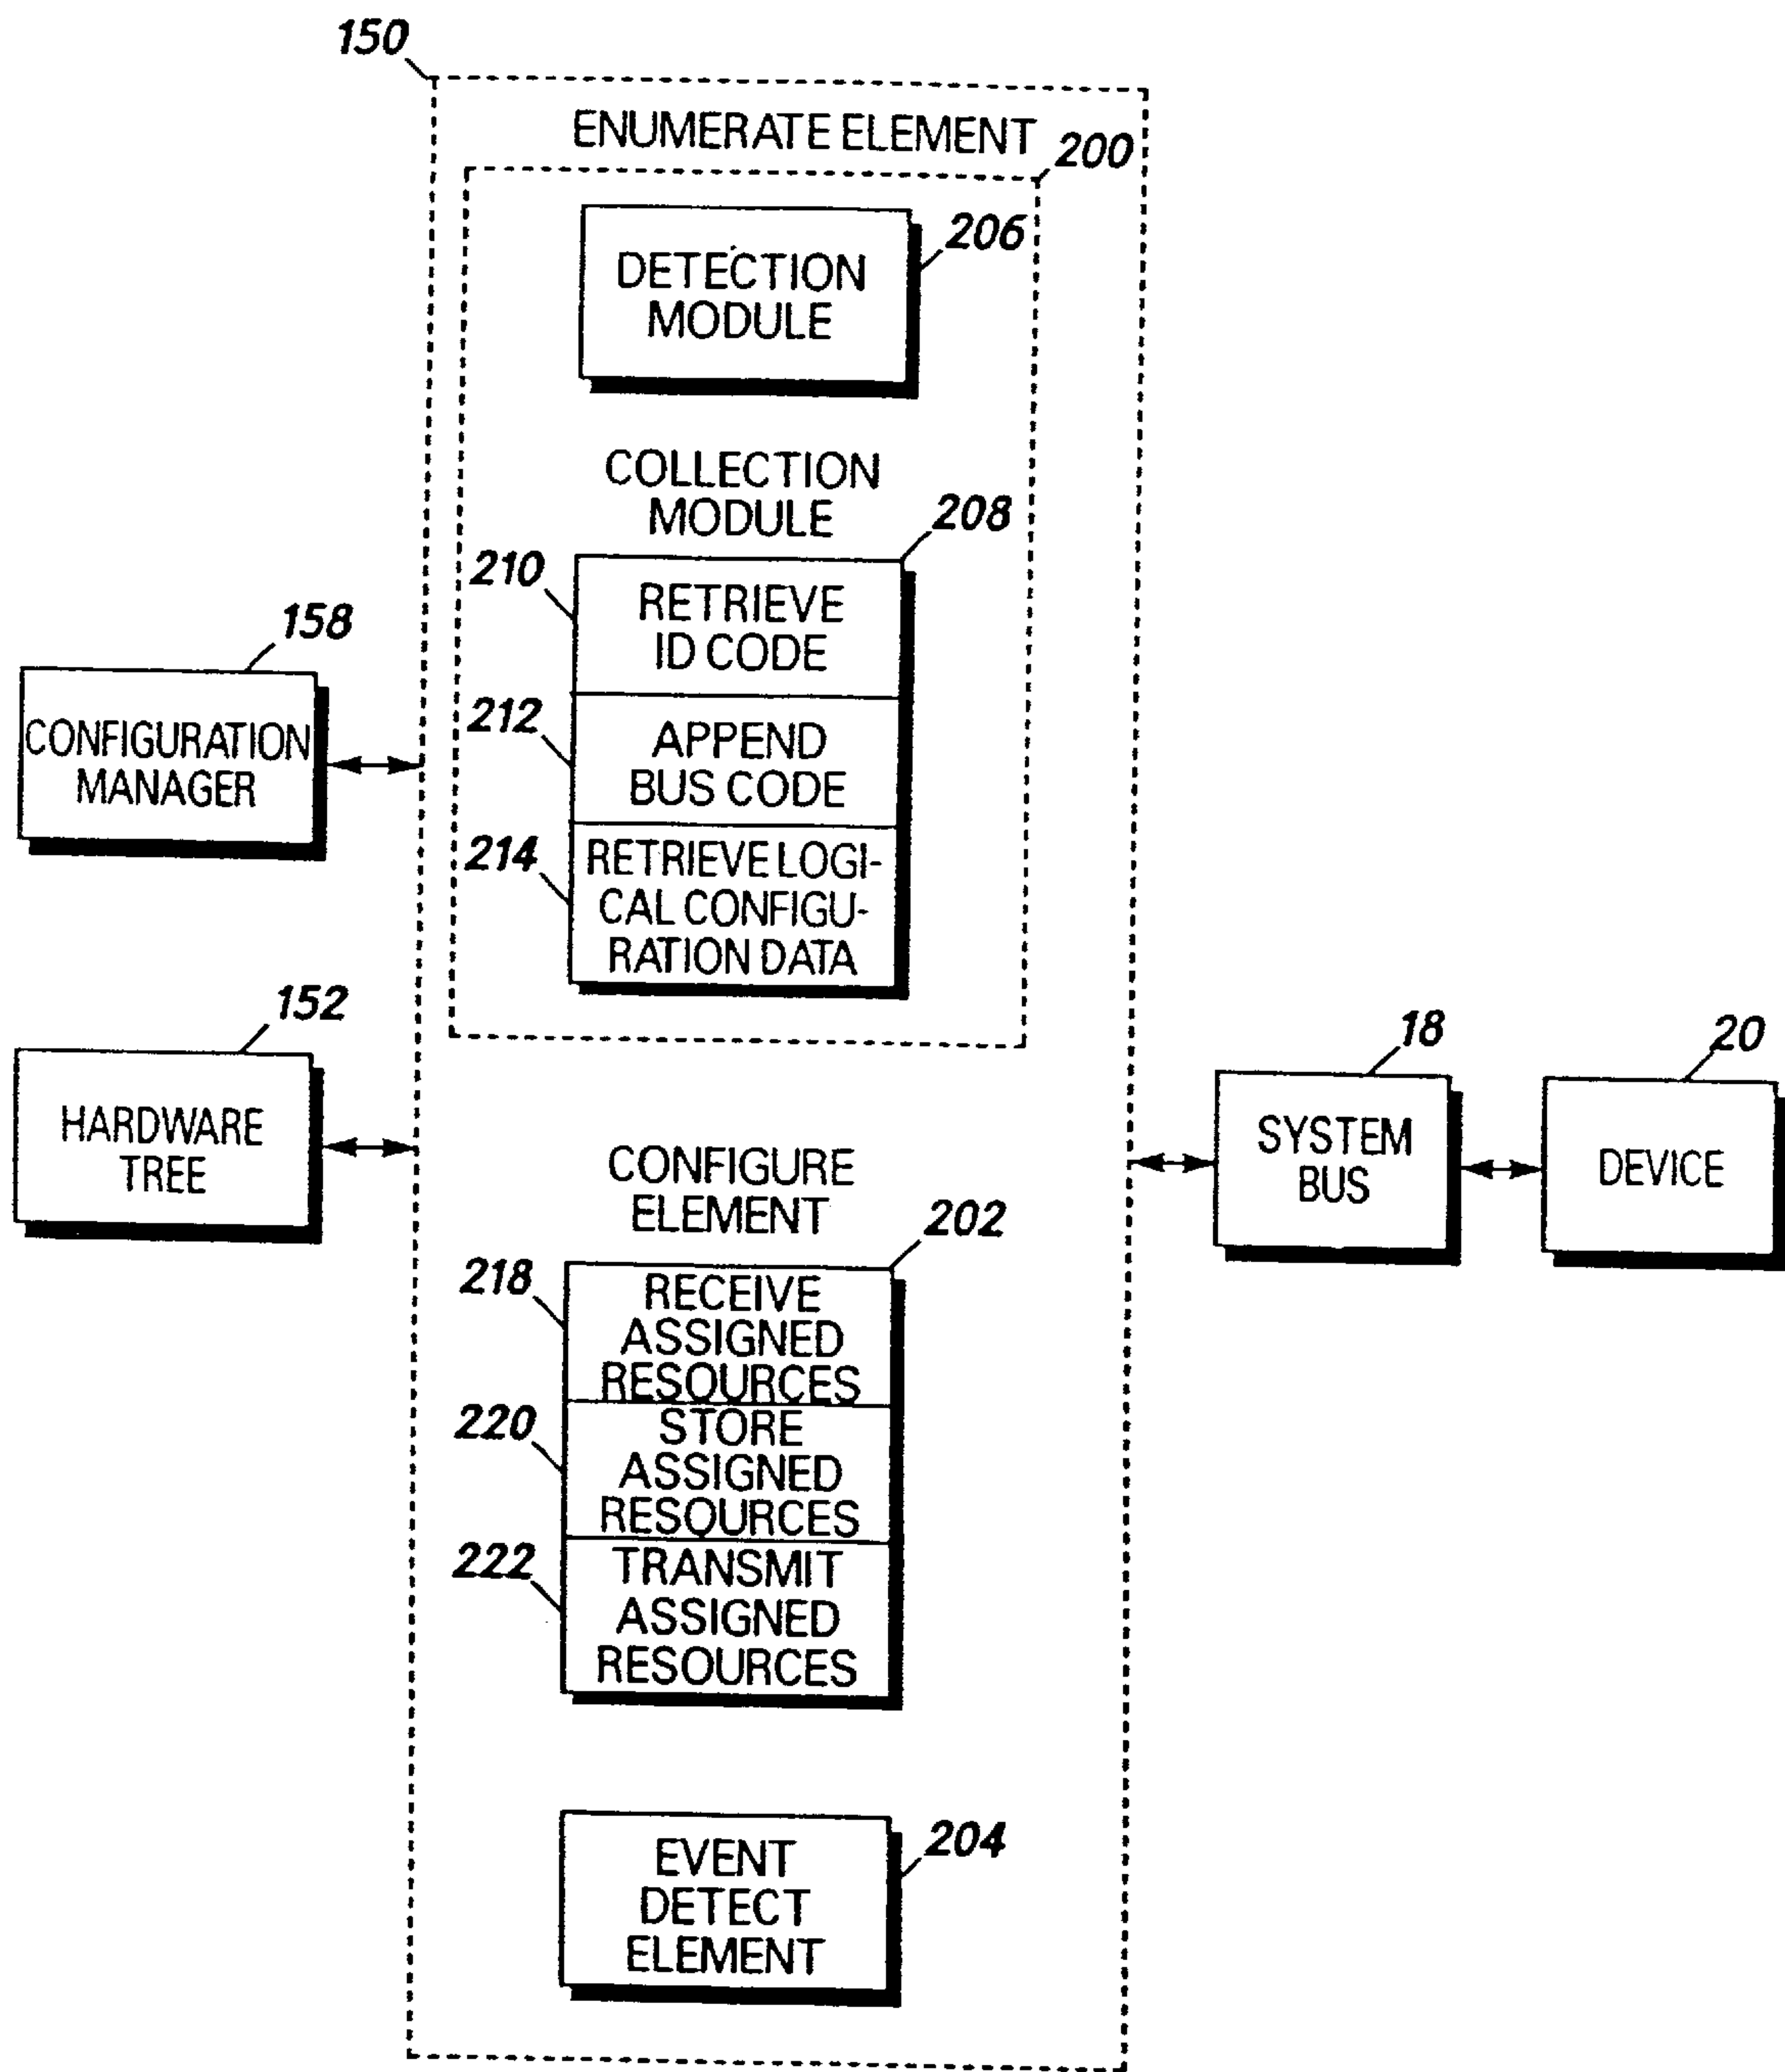 150
ENUMERATE ELEMENT
200
DETECTION
MODULE
206
COLLECTION
MODULE
208
210
RETRIEVE
ID CODE
212
APPEND
BUS CODE
214
RETRIEVE LOGI-
CAL CONFIGU-
RATION DATA
158
CONFIGURATION
MANAGER
152
HARDWARE
TREE
18
SYSTEM
BUS
20
DEVICE
CONFIGURE
ELEMENT
202
218
RECEIVE
ASSIGNED
RESOURCES
220
STORE
ASSIGNED
RESOURCES
222
TRANSMIT
ASSIGNED
RESOURCES
204
EVENT
DETECT
ELEMENT